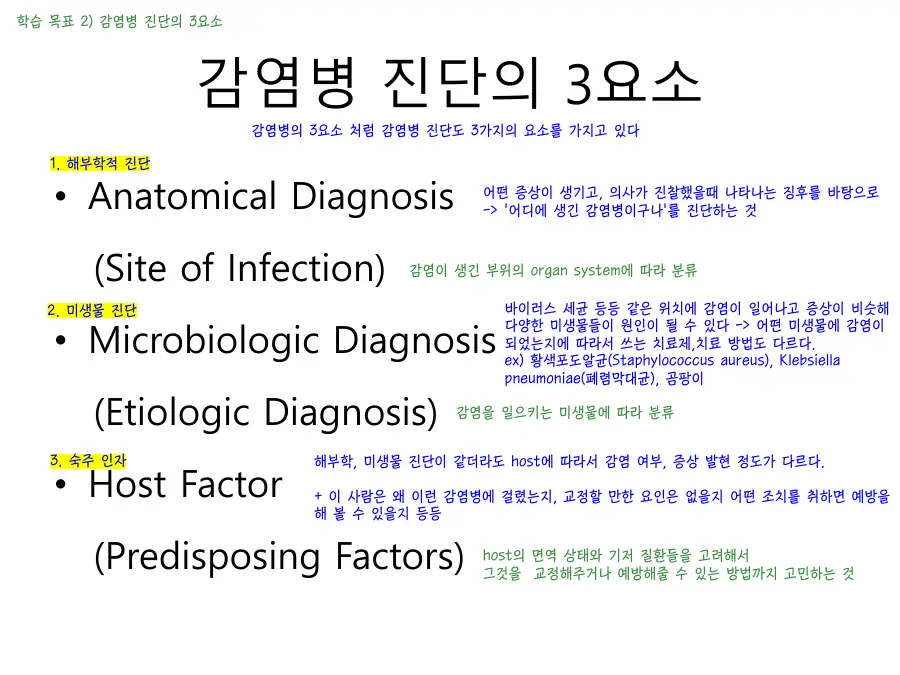 학습 목표 2) 감염병 진단의 3요소
감염병 진단의 3요소
감염병의 3요소 처럼 감염병 진단도 3가지의 요소를 가지고 있다
1. 해부학적 진단
• Anatomical Diagnosis
어떤 증상이 생기고, 의사가 진찰했을때 나타나는 징후를 바탕으로
-> '어디에 생긴 감염병이구나'를 진단하는 것
(Site of Infection)
감염이 생긴 부위의 organ system에 따라 분류
2. 미생물 진단
• Microbiologic Diagnosis
바이러스 세균 등등 같은 위치에 감염이 일어나고 증상이 비슷해
다양한 미생물들이 원인이 될 수 있다 -> 어떤 미생물에 감염이
되었는지에 따라서 쓰는 치료제,치료 방법도 다르다.
ex) 황색포도알균(Staphylococcus aureus), Klebsiella
pneumoniae(폐렴막대균), 곰팡이
(Etiologic Diagnosis)
감염을 일으키는 미생물에 따라 분류
3. 숙주 인자
• Host Factor
해부학, 미생물 진단이 같더라도 host에 따라서 감염 여부, 증상 발현 정도가 다르다.
+ 이 사람은 왜 이런 감염병에 걸렸는지, 교정할 만한 요인은 없을지 어떤 조치를 취하면 예방을
해 볼 수 있을지 등등
(Predisposing Factors)
host의 면역 상태와 기저 질환들을 고려해서
그것을 교정해주거나 예방해줄 수 있는 방법까지 고민하는 것